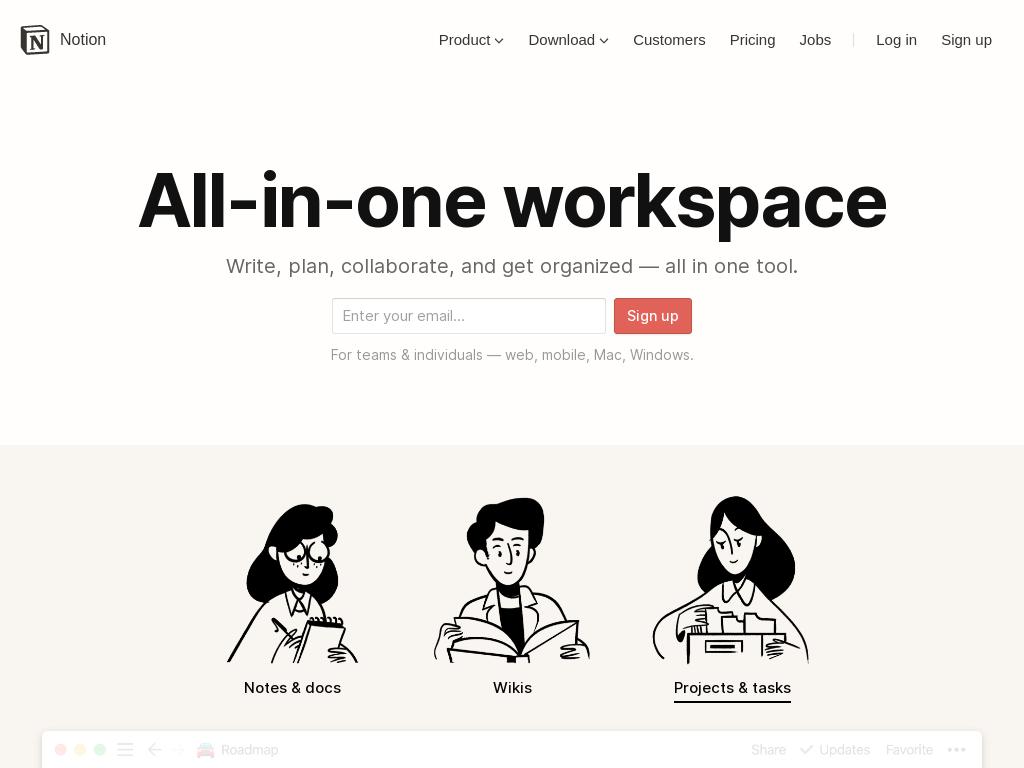 Notion
Product Download Customers Pricing Jobs Log in Sign up
All-in-one workspace
Write, plan, collaborate, and get organized — all in one tool.
Enter your email... Sign up
For teams & individuals — web, mobile, Mac, Windows.
Notes & docs Wikis Projects & tasks
Roadmap Share Updates Favorite